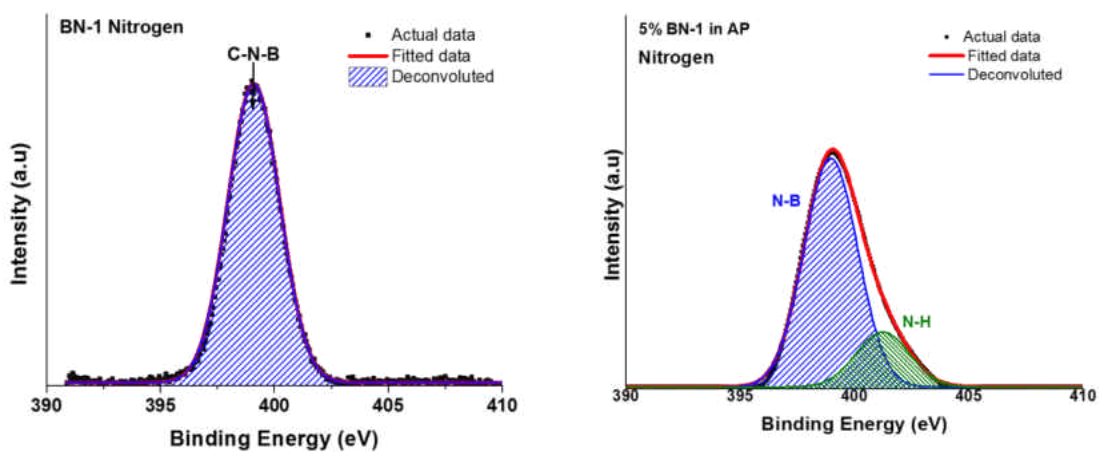 BN-1 Nitrogen
C-N-B
Actual data
Fitted data
Deconvoluted
Intensity (a.u)
390
395
400
405
410
Binding Energy (eV)
5% BN-1 in AP
Nitrogen
Actual data
Fitted data
Deconvoluted
N-B
N-H
Intensity (a.u)
390
395
400
405
410
Binding Energy (eV)